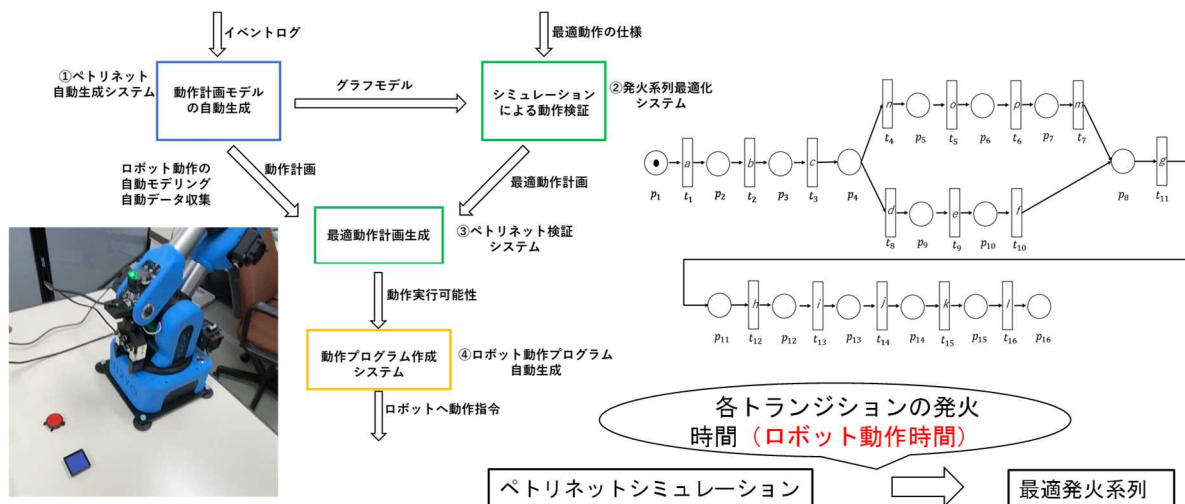 イベントログ
最適動作の仕様
①ペトリネット
自動生成システム
動作計画モデル
の自動生成
グラフモデル
シミュレーション
による動作検証
②発火系列最適化
システム
ロボット動作の
自動モデリング
自動データ収集
動作計画
最適動作計画
最適動作計画生成
③ペトリネット検証
システム
動作実行可能性
動作プログラム作成
システム
④ロボット動作プログラム
自動生成
ロボットへ動作指令
n o p m
t4 p5 t5 p6 t6 p7 t7
a b c g
p1 t1 p2 t2 p3 t3 p4 p8 t11
d e f
t8 p9 t9 p10 t10
h i j k l
p11 t12 p12 t13 p13 t14 p14 t15 p15 t16 p16
各トランジションの発火
時間（ロボット動作時間）
ペトリネットシミュレーション
最適発火系列